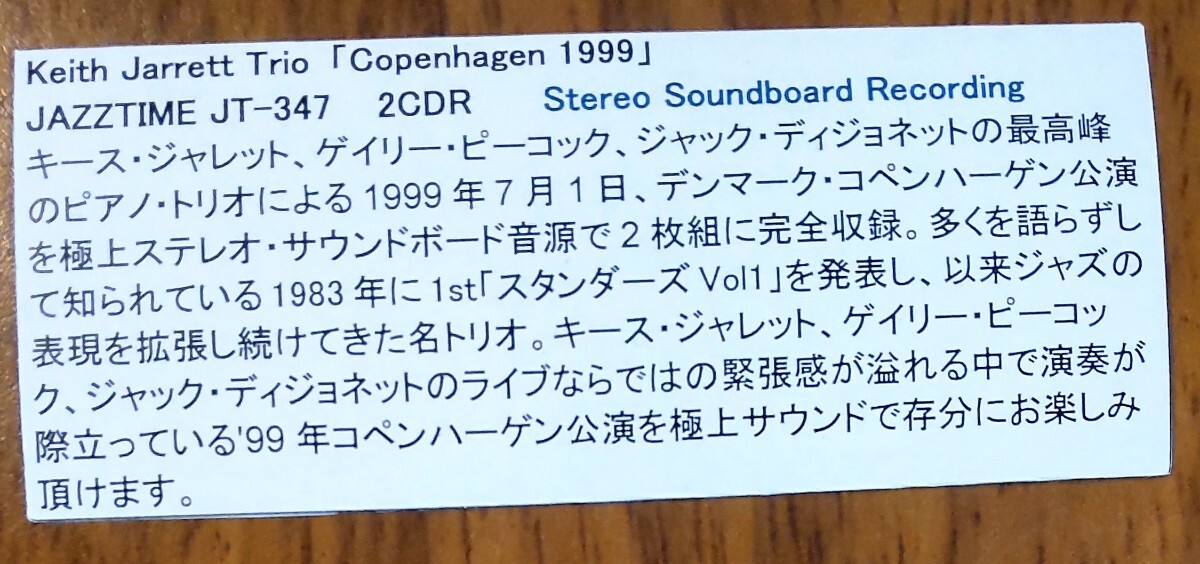 Keith Jarrett Trio 「Copenhagen 1999」
JAZZTIME JT-347 2CDR Stereo Soundboard Recording
キース・ジャレット、ゲイリー・ピーコック、ジャック・ディジョネットの最高峰
のピアノ・トリオによる 1999 年 7 月 1 日、デンマーク・コペンハーゲン公演
を極上ステレオ・サウンドボード音源で 2 枚組に完全収録。多くを語らずし
て知られている 1983 年に 1st「スタンダーズ Vol1」を発表し、以来ジャズの
表現を拡張し続けてきた名トリオ。キース・ジャレット、ゲイリー・ピーコッ
ク、ジャック・ディジョネットのライブならではの緊張感が溢れる中で演奏が
際立っている'99 年コペンハーゲン公演を極上サウンドで存分にお楽しみ
頂けます。